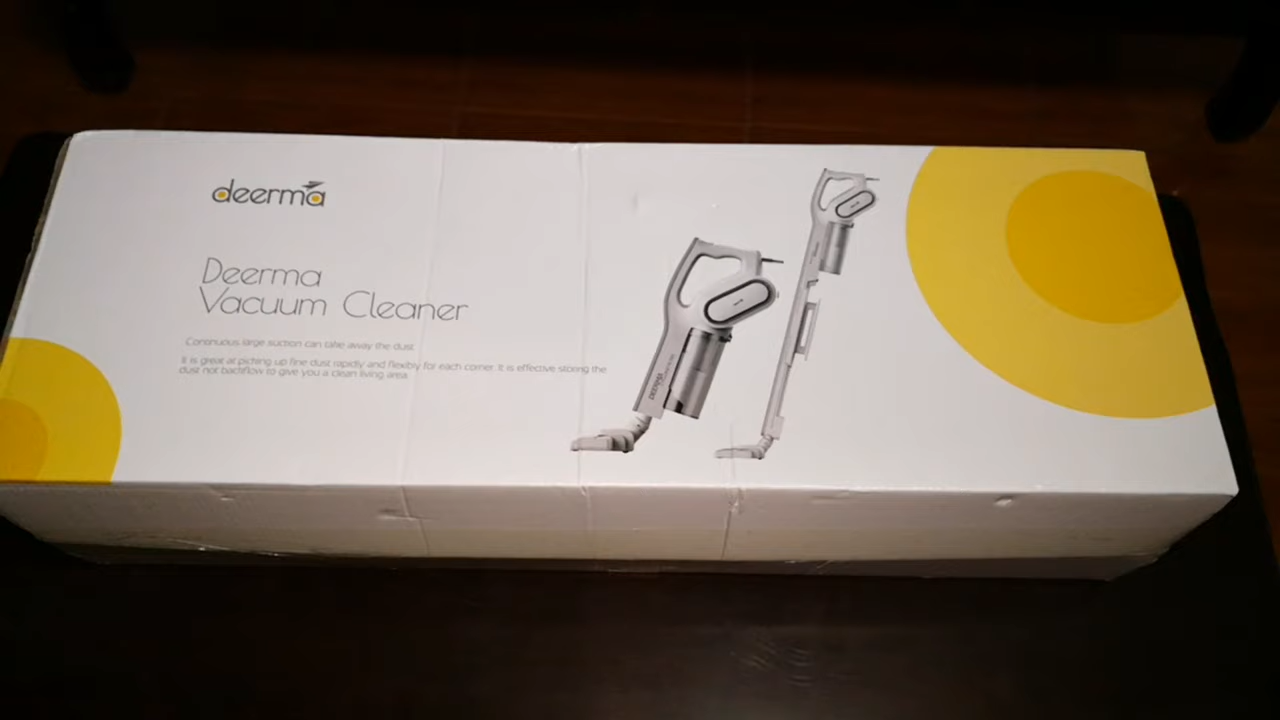 deerma
Deerma
Vacuum Cleaner
Continuous large suction can take away the dust.
It is great at picking up fine dust rapidly and flexibly for each corner. It is effective storing the
dust not backflow to give you a clean living area.
DEERMA